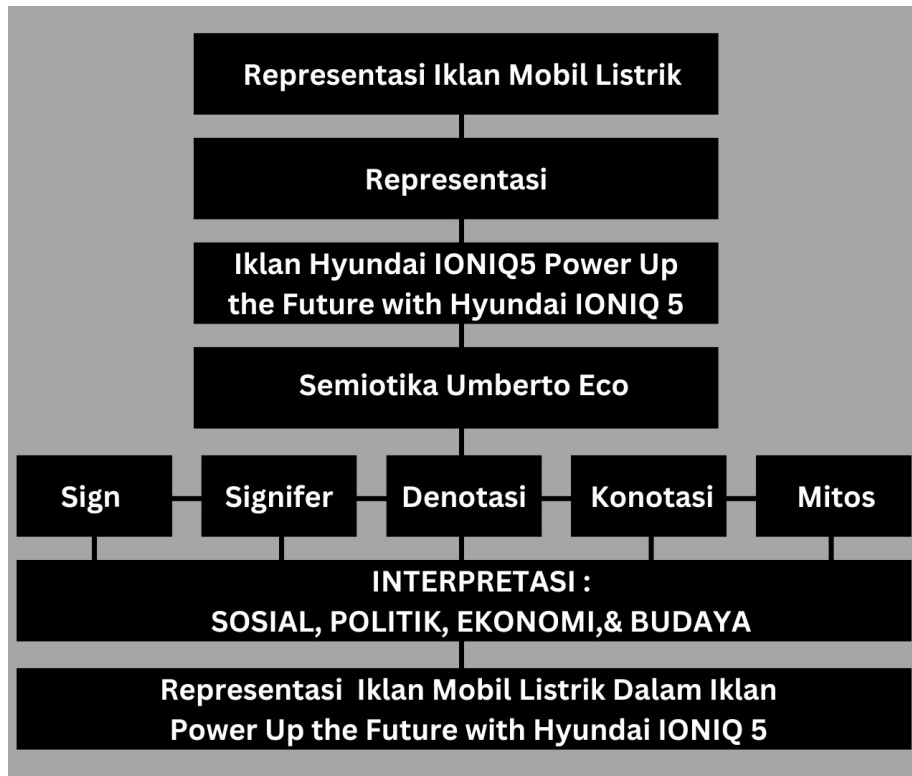 Representasi Iklan Mobil Listrik
Representasi
Iklan Hyundai IONIQ5 Power Up
the Future with Hyundai IONIQ 5
Semiotika Umberto Eco
Sign
Signifer
Denotasi
Konotasi
Mitos
INTERPRETASI :
SOSIAL, POLITIK, EKONOMI,& BUDAYA
Representasi Iklan Mobil Listrik Dalam Iklan
Power Up the Future with Hyundai IONIQ 5